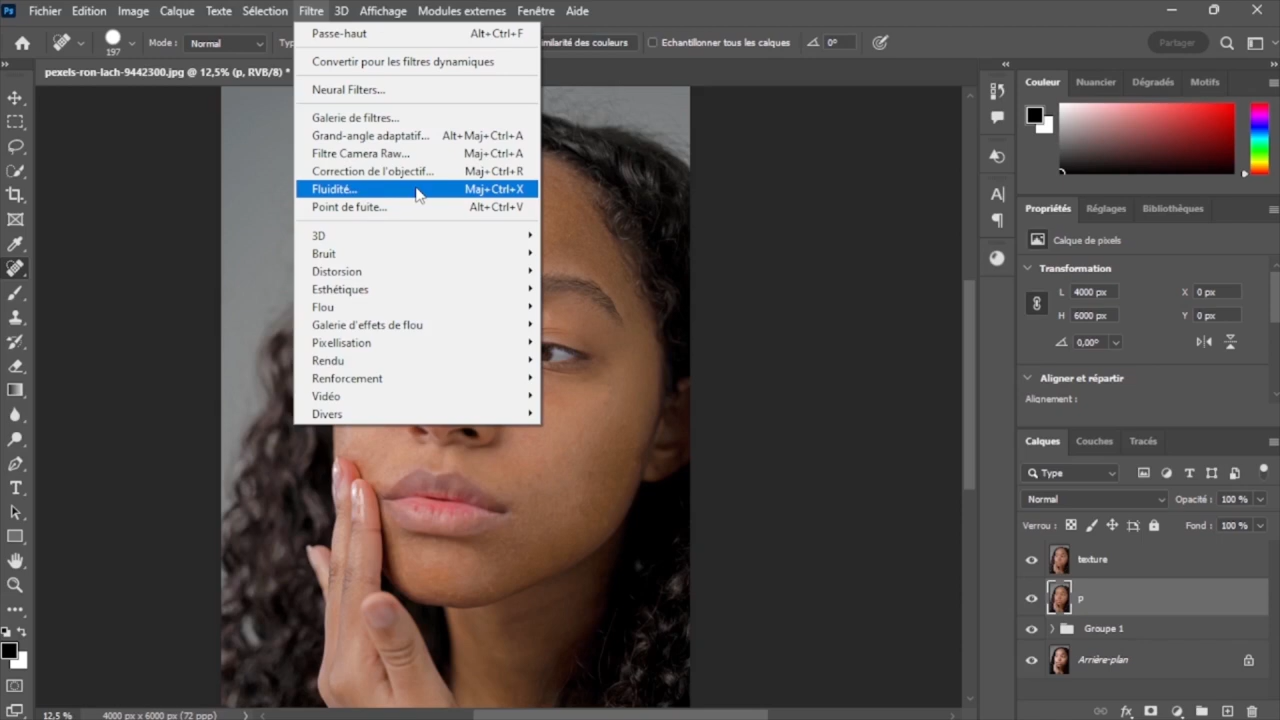 Ps Fichier Edition Image Calque Texte Sélection Filtre 3D Affichage Modules externes Fenêtre Aide
197 Mode : Normal milarité des couleurs Echantillonner tous les calques 0° Partager
pexels-ron-lach-9442300.jpg @ 12,5% (p, RVB/8) *
Passe-haut Alt+Ctrl+F
Convertir pour les filtres dynamiques
Neural Filters...
Galerie de filtres...
Grand-angle adaptatif... Alt+Maj+Ctrl+A
Filtre Camera Raw... Maj+Ctrl+A
Correction de l'objectif... Maj+Ctrl+R
Fluidité... Maj+Ctrl+X
Point de fuite... Alt+Ctrl+V
3D
Bruit
Distorsion
Esthétiques
Flou
Galerie d'effets de flou
Pixellisation
Rendu
Renforcement
Vidéo
Divers
Couleur Nuancier Dégradés Motifs
Propriétés Réglages Bibliothèques
Calque de pixels
Transformation
L 4000 px X 0 px
H 6000 px Y 0 px
0,00°
Aligner et répartir
Alignement :
Calques Couches Tracés
Type
Normal Opacité : 100 %
Verrou : Fond : 100 %
texture
p
Groupe 1
Arrière-plan
12,5 % 4000 px x 6000 px (72 ppp)